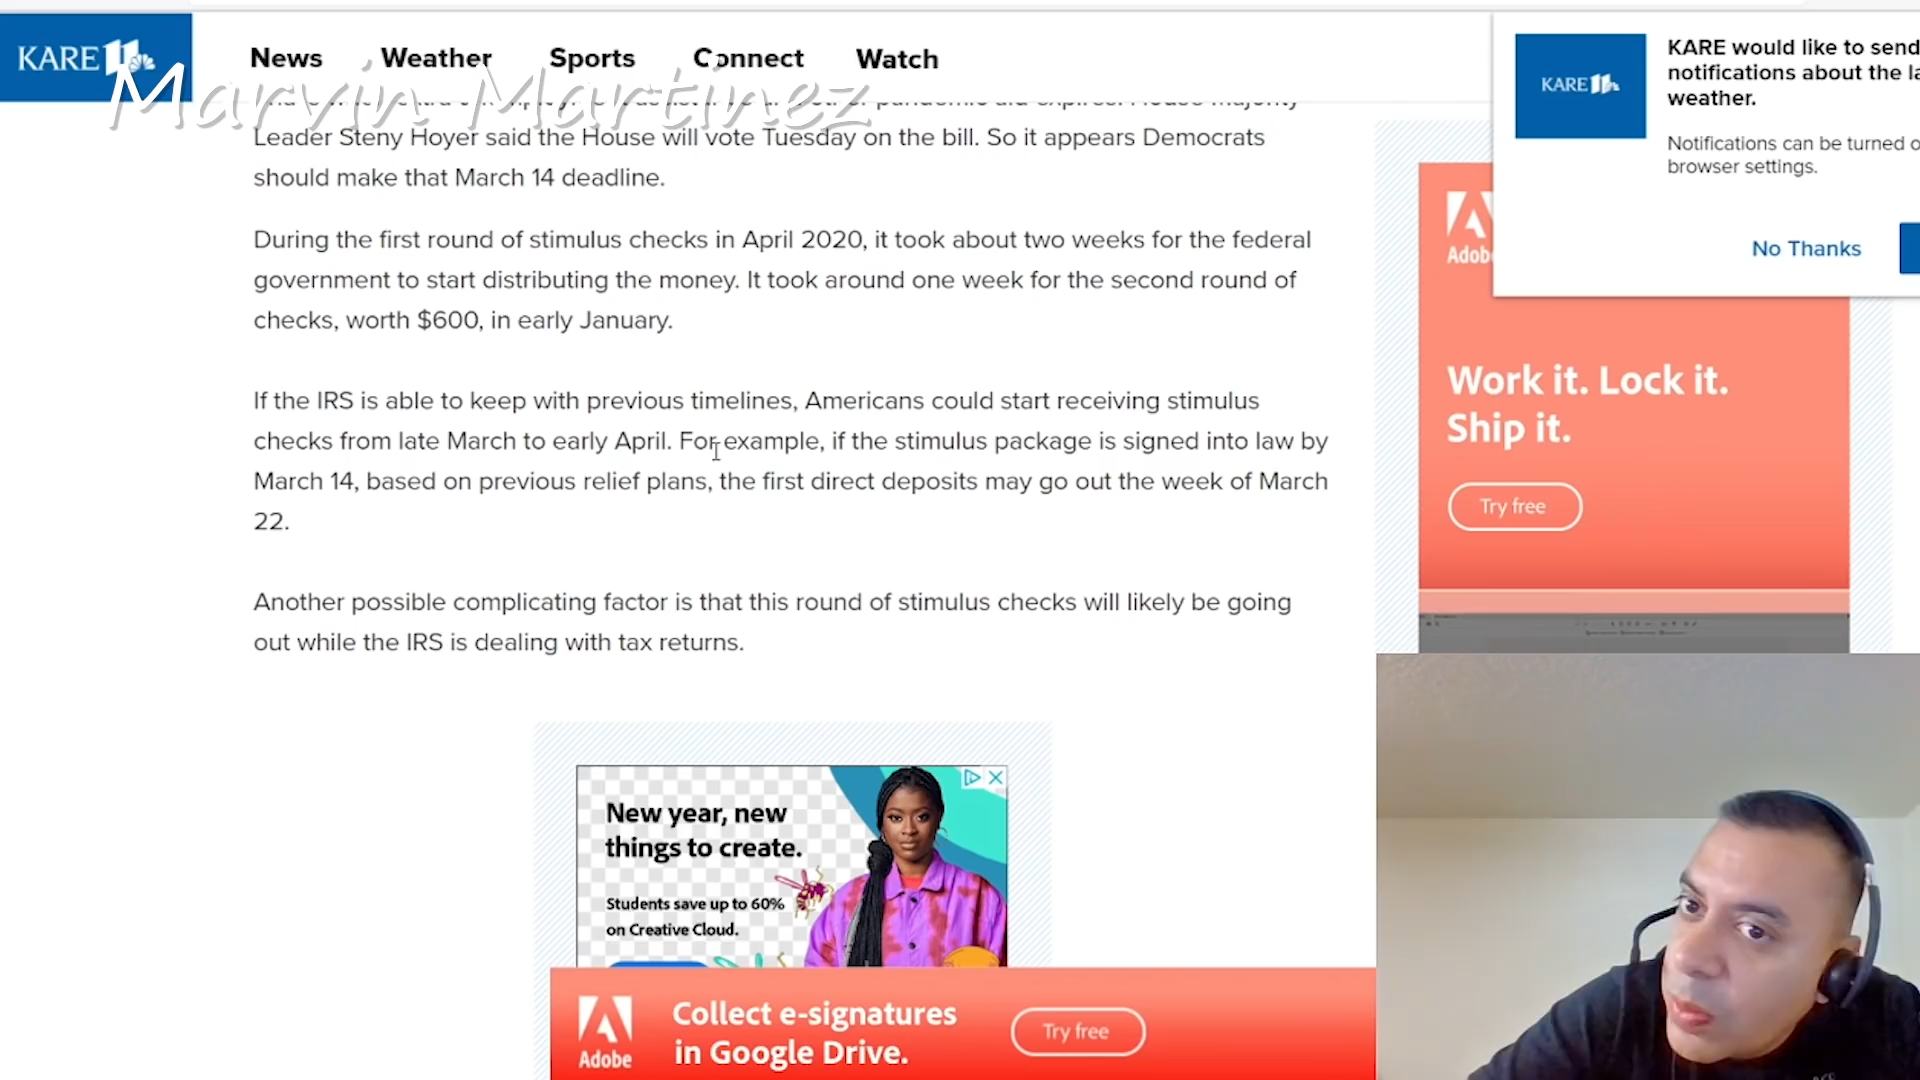 KARE 11
News Weather Sports Connect Watch
Marvin Martinez
Leader Steny Hoyer said the House will vote Tuesday on the bill. So it appears Democrats
should make that March 14 deadline.
During the first round of stimulus checks in April 2020, it took about two weeks for the federal
government to start distributing the money. It took around one week for the second round of
checks, worth $600, in early January.
If the IRS is able to keep with previous timelines, Americans could start receiving stimulus
checks from late March to early April. For example, if the stimulus package is signed into law by
March 14, based on previous relief plans, the first direct deposits may go out the week of March
22.
Another possible complicating factor is that this round of stimulus checks will likely be going
out while the IRS is dealing with tax returns.
KARE 11
KARE would like to send
notifications about the
weather.
Notifications can be turned
browser settings.
No Thanks
Adobe
Work it. Lock it.
Ship it.
Try free
New year, new
things to create.
Students save up to 60%
on Creative Cloud.
Adobe
Collect e-signatures
in Google Drive.
Try free